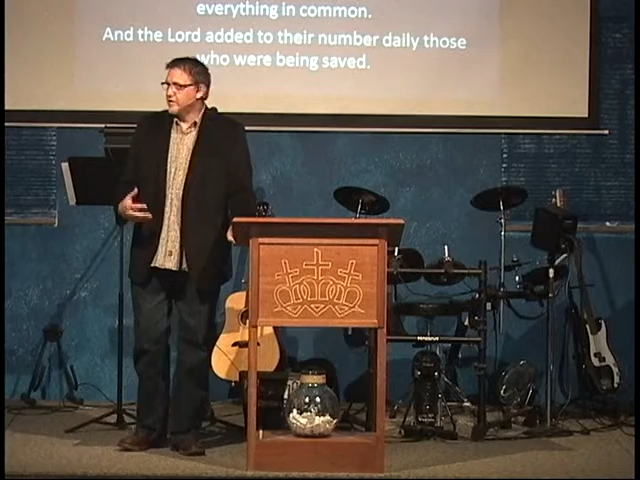 everything in common.
And the Lord added to their number daily those
who were being saved.